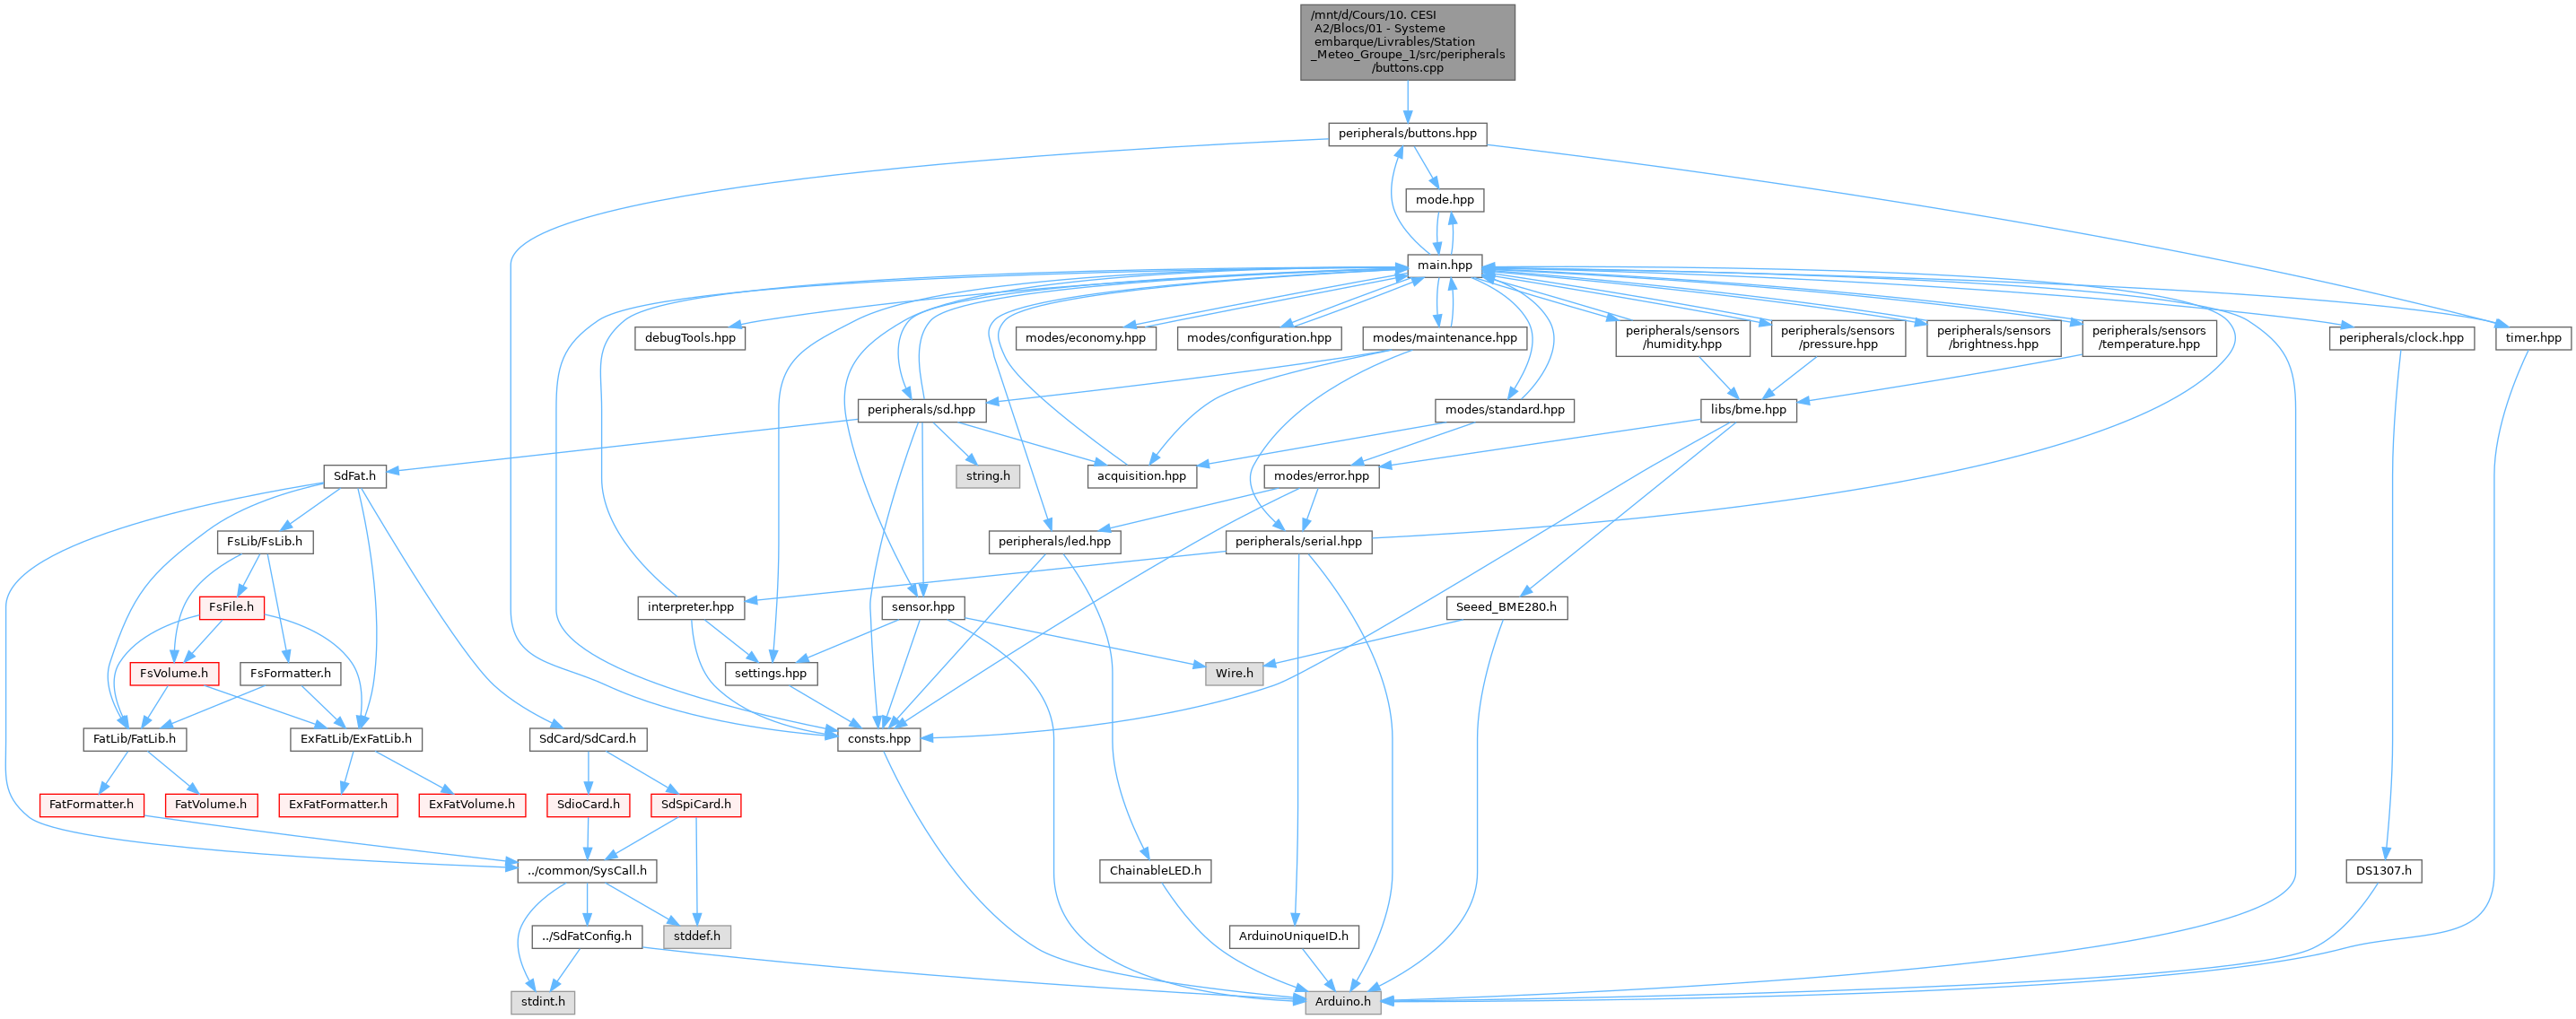 /mnt/d/Cours/10. CESI
A2/Blocs/01 - Systeme
embarque/Livrables/Station
_Meteo_Groupe_1/src/peripherals
/buttons.cpp
peripherals/buttons.hpp
mode.hpp
main.hpp
debugTools.hpp
modes/economy.hpp
modes/configuration.hpp
modes/maintenance.hpp
peripherals/sensors
/humidity.hpp
peripherals/sensors
/pressure.hpp
peripherals/sensors
/brightness.hpp
peripherals/sensors
/temperature.hpp
peripherals/clock.hpp
timer.hpp
peripherals/sd.hpp
modes/standard.hpp
libs/bme.hpp
SdFat.h
string.h
acquisition.hpp
modes/error.hpp
FsLib/FsLib.h
peripherals/led.hpp
peripherals/serial.hpp
FsFile.h
interpreter.hpp
sensor.hpp
Seeed_BME280.h
FsVolume.h
FsFormatter.h
settings.hpp
Wire.h
FatLib/FatLib.h
ExFatLib/ExFatLib.h
SdCard/SdCard.h
consts.hpp
FatFormatter.h
FatVolume.h
ExFatFormatter.h
ExFatVolume.h
SdioCard.h
SdSpiCard.h
../common/SysCall.h
ChainableLED.h
DS1307.h
../SdFatConfig.h
stddef.h
ArduinoUniqueID.h
stdint.h
Arduino.h